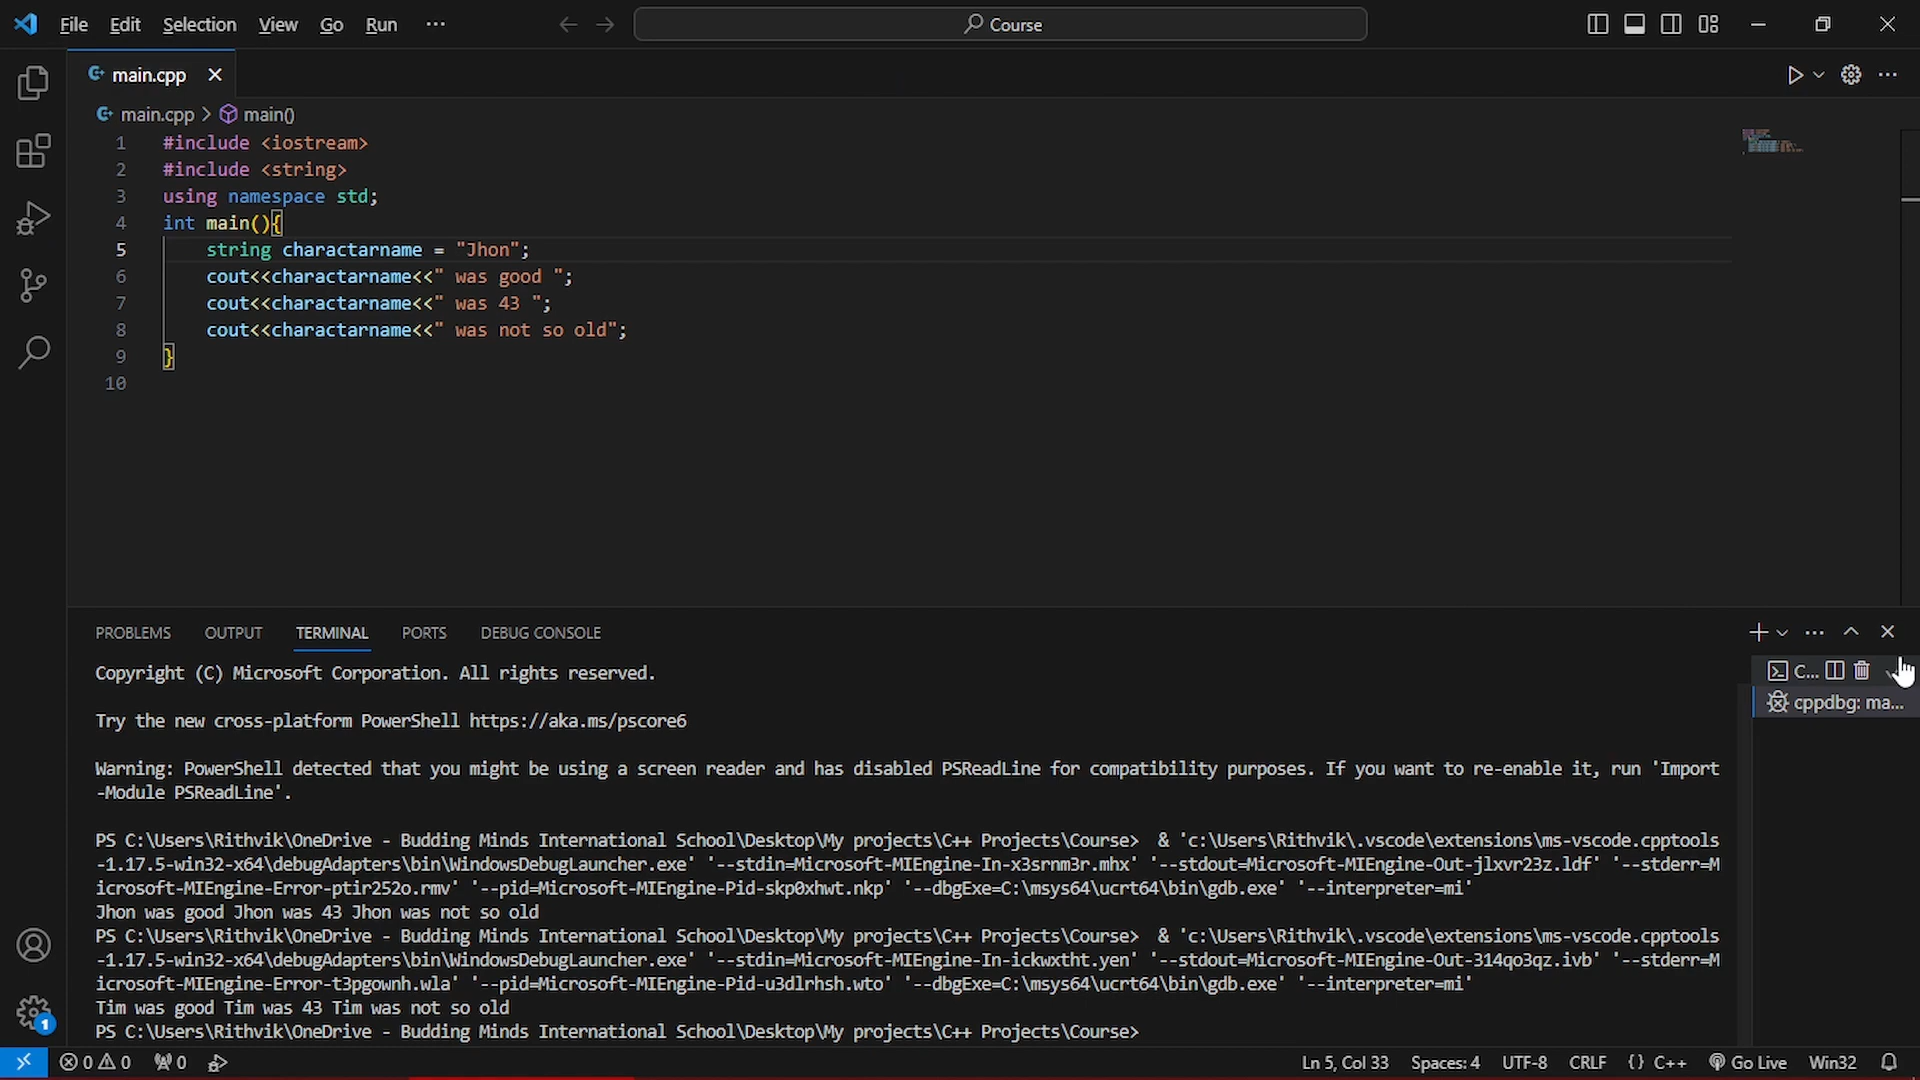 File Edit Selection View Go Run ··· Course
main.cpp
main.cpp > main()
1 #include <iostream>
2 #include <string>
3 using namespace std;
4 int main(){
5 string charactarname = "Jhon";
6 cout<<charactarname<<" was good ";
7 cout<<charactarname<<" was 43 ";
8 cout<<charactarname<<" was not so old";
9 }
10
PROBLEMS OUTPUT TERMINAL PORTS DEBUG CONSOLE
C...
cppdbg: ma...
Copyright (C) Microsoft Corporation. All rights reserved.
Try the new cross-platform PowerShell https://aka.ms/pscore6
Warning: PowerShell detected that you might be using a screen reader and has disabled PSReadLine for compatibility purposes. If you want to re-enable it, run 'Import
-Module PSReadLine'.
PS C:\Users\Rithvik\OneDrive - Budding Minds International School\Desktop\My projects\C++ Projects\Course> & 'c:\Users\Rithvik\.vscode\extensions\ms-vscode.cpptools
-1.17.5-win32-x64\debugAdapters\bin\WindowsDebugLauncher.exe' '--stdin=Microsoft-MIEngine-In-x3srnm3r.mhx' '--stdout=Microsoft-MIEngine-Out-jlxvr23z.ldf' '--stderr=M
icrosoft-MIEngine-Error-ptir252o.rmv' '--pid=Microsoft-MIEngine-Pid-skp0xhwt.nkp' '--dbgExe=C:\msys64\ucrt64\bin\gdb.exe' '--interpreter=mi'
Jhon was good Jhon was 43 Jhon was not so old
PS C:\Users\Rithvik\OneDrive - Budding Minds International School\Desktop\My projects\C++ Projects\Course> & 'c:\Users\Rithvik\.vscode\extensions\ms-vscode.cpptools
-1.17.5-win32-x64\debugAdapters\bin\WindowsDebugLauncher.exe' '--stdin=Microsoft-MIEngine-In-ickwxtht.yen' '--stdout=Microsoft-MIEngine-Out-314qo3qz.ivb' '--stderr=M
icrosoft-MIEngine-Error-t3pgownh.wla' '--pid=Microsoft-MIEngine-Pid-u3dlrhsh.wto' '--dbgExe=C:\msys64\ucrt64\bin\gdb.exe' '--interpreter=mi'
Tim was good Tim was 43 Tim was not so old
PS C:\Users\Rithvik\OneDrive - Budding Minds International School\Desktop\My projects\C++ Projects\Course>
1
0 0 0 Ln 5, Col 33 Spaces: 4 UTF-8 CRLF {} C++ Go Live Win32